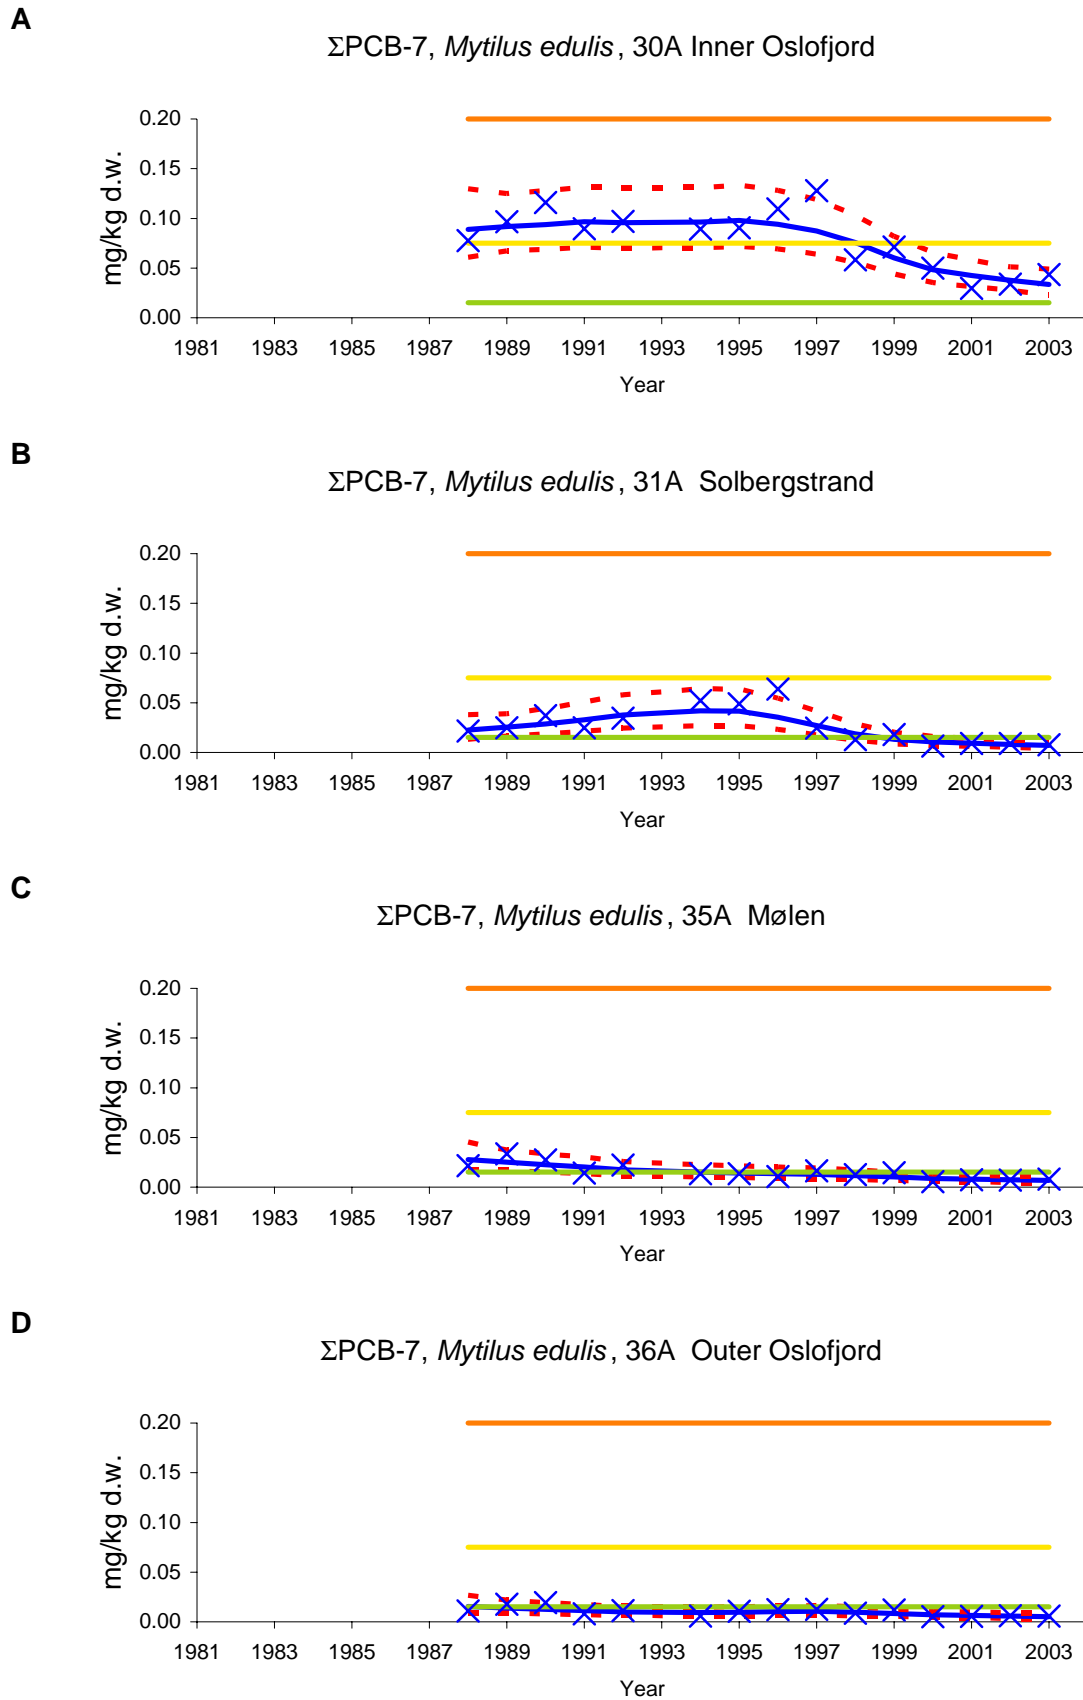 A
ΣPCB-7, Mytilus edulis, 30A Inner Oslofjord
mg/kg d.w.
0.20
0.15
0.10
0.05
0.00
1981 1983 1985 1987 1989 1991 1993 1995 1997 1999 2001 2003
Year
B
ΣPCB-7, Mytilus edulis, 31A Solbergstrand
mg/kg d.w.
0.20
0.15
0.10
0.05
0.00
1981 1983 1985 1987 1989 1991 1993 1995 1997 1999 2001 2003
Year
C
ΣPCB-7, Mytilus edulis, 35A Mølen
mg/kg d.w.
0.20
0.15
0.10
0.05
0.00
1981 1983 1985 1987 1989 1991 1993 1995 1997 1999 2001 2003
Year
D
ΣPCB-7, Mytilus edulis, 36A Outer Oslofjord
mg/kg d.w.
0.20
0.15
0.10
0.05
0.00
1981 1983 1985 1987 1989 1991 1993 1995 1997 1999 2001 2003
Year